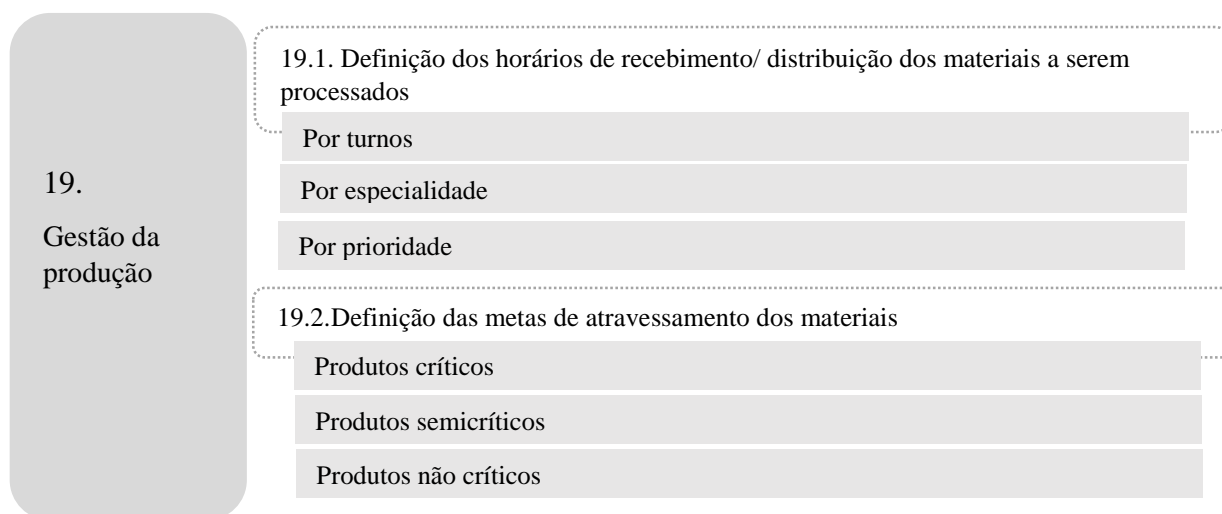 19.
Gestão da
produção
19.1. Definição dos horários de recebimento/ distribuição dos materiais a serem
processados
Por turnos
Por especialidade
Por prioridade
19.2.Definição das metas de atravessamento dos materiais
Produtos críticos
Produtos semicríticos
Produtos não críticos